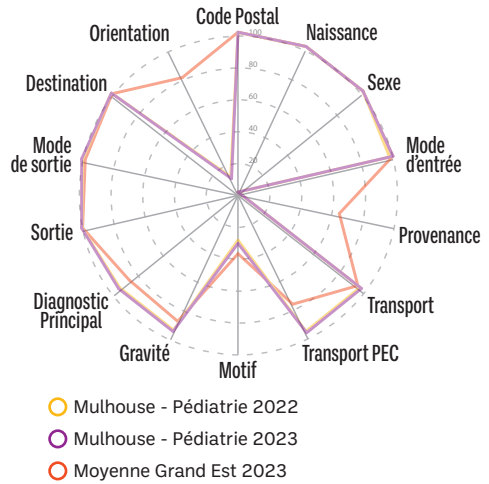 Code Postal
Orientation
Naissance
100
Destination
80
Sexe
60
40
Mode
de sortie
Mode
d'entrée
20
Sortie
Provenance
Diagnostic
Principal
Transport
Gravité
Transport PEC
Motif
Mulhouse - Pédiatrie 2022
Mulhouse - Pédiatrie 2023
Moyenne Grand Est 2023